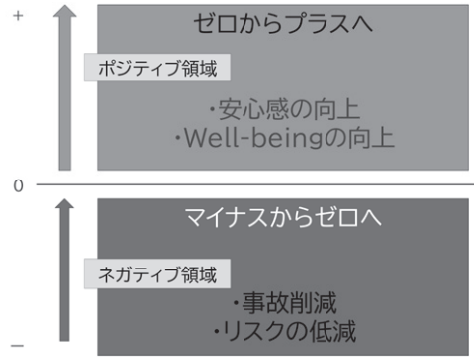 +
ゼロからプラスへ
ポジティブ領域
・安心感の向上
・Well-beingの向上
0
マイナスからゼロへ
ネガティブ領域
・事故削減
・リスクの低減
−